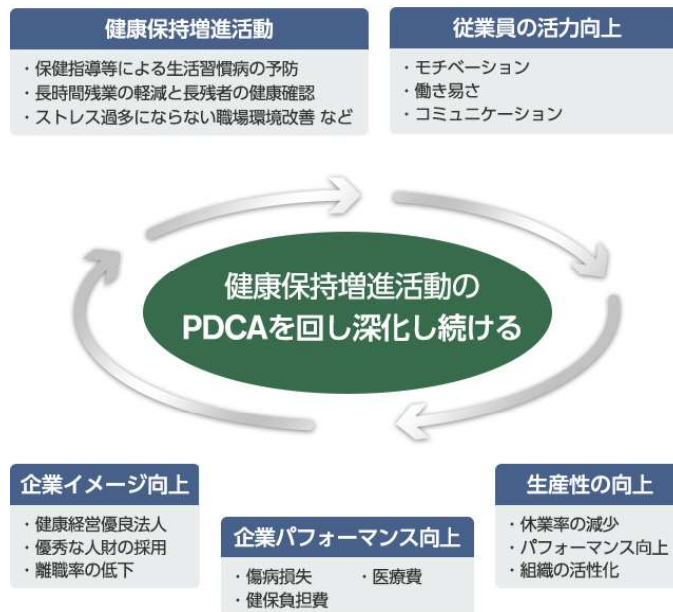 健康保持増進活動
・保健指導等による生活習慣病の予防
・長時間残業の軽減と長残者の健康確認
・ストレス過多にならない職場環境改善 など
従業員の活力向上
・モチベーション
・働き易さ
・コミュニケーション
健康保持増進活動の
PDCAを回し深化し続ける
企業イメージ向上
・健康経営優良法人
・優秀な人財の採用
・離職率の低下
企業パフォーマンス向上
・傷病損失 ・医療費
・健保負担費
生産性の向上
・休業率の減少
・パフォーマンス向上
・組織の活性化